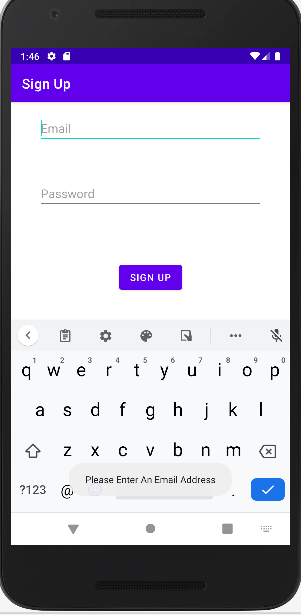 1:46
Sign Up
Email
Password
SIGN UP
1 2 3 4 5 6 7 8 9 0
q w e r t y u i o p
a s d f g h j k l
z x c v b n m
Please Enter An Email Address
?123 @ .